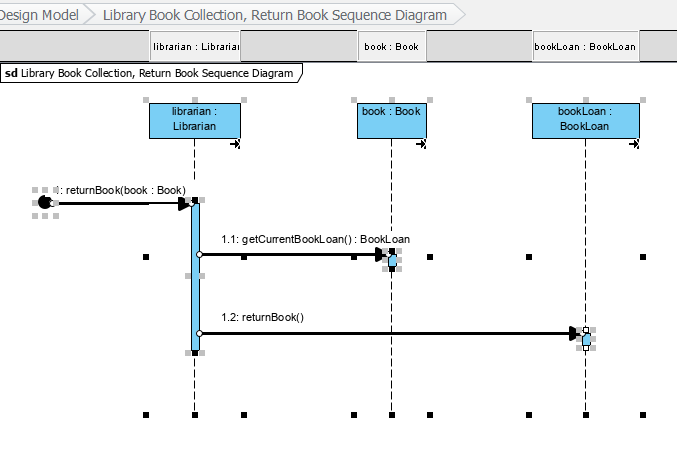 Design Model
Library Book Collection, Return Book Sequence Diagram
librarian : Librarian
book : Book
bookLoan : BookLoan
sd Library Book Collection, Return Book Sequence Diagram
librarian :
Librarian
book : Book
bookLoan :
BookLoan
1: returnBook(book : Book)
1.1: getCurrentBookLoan() : BookLoan
1.2: returnBook()